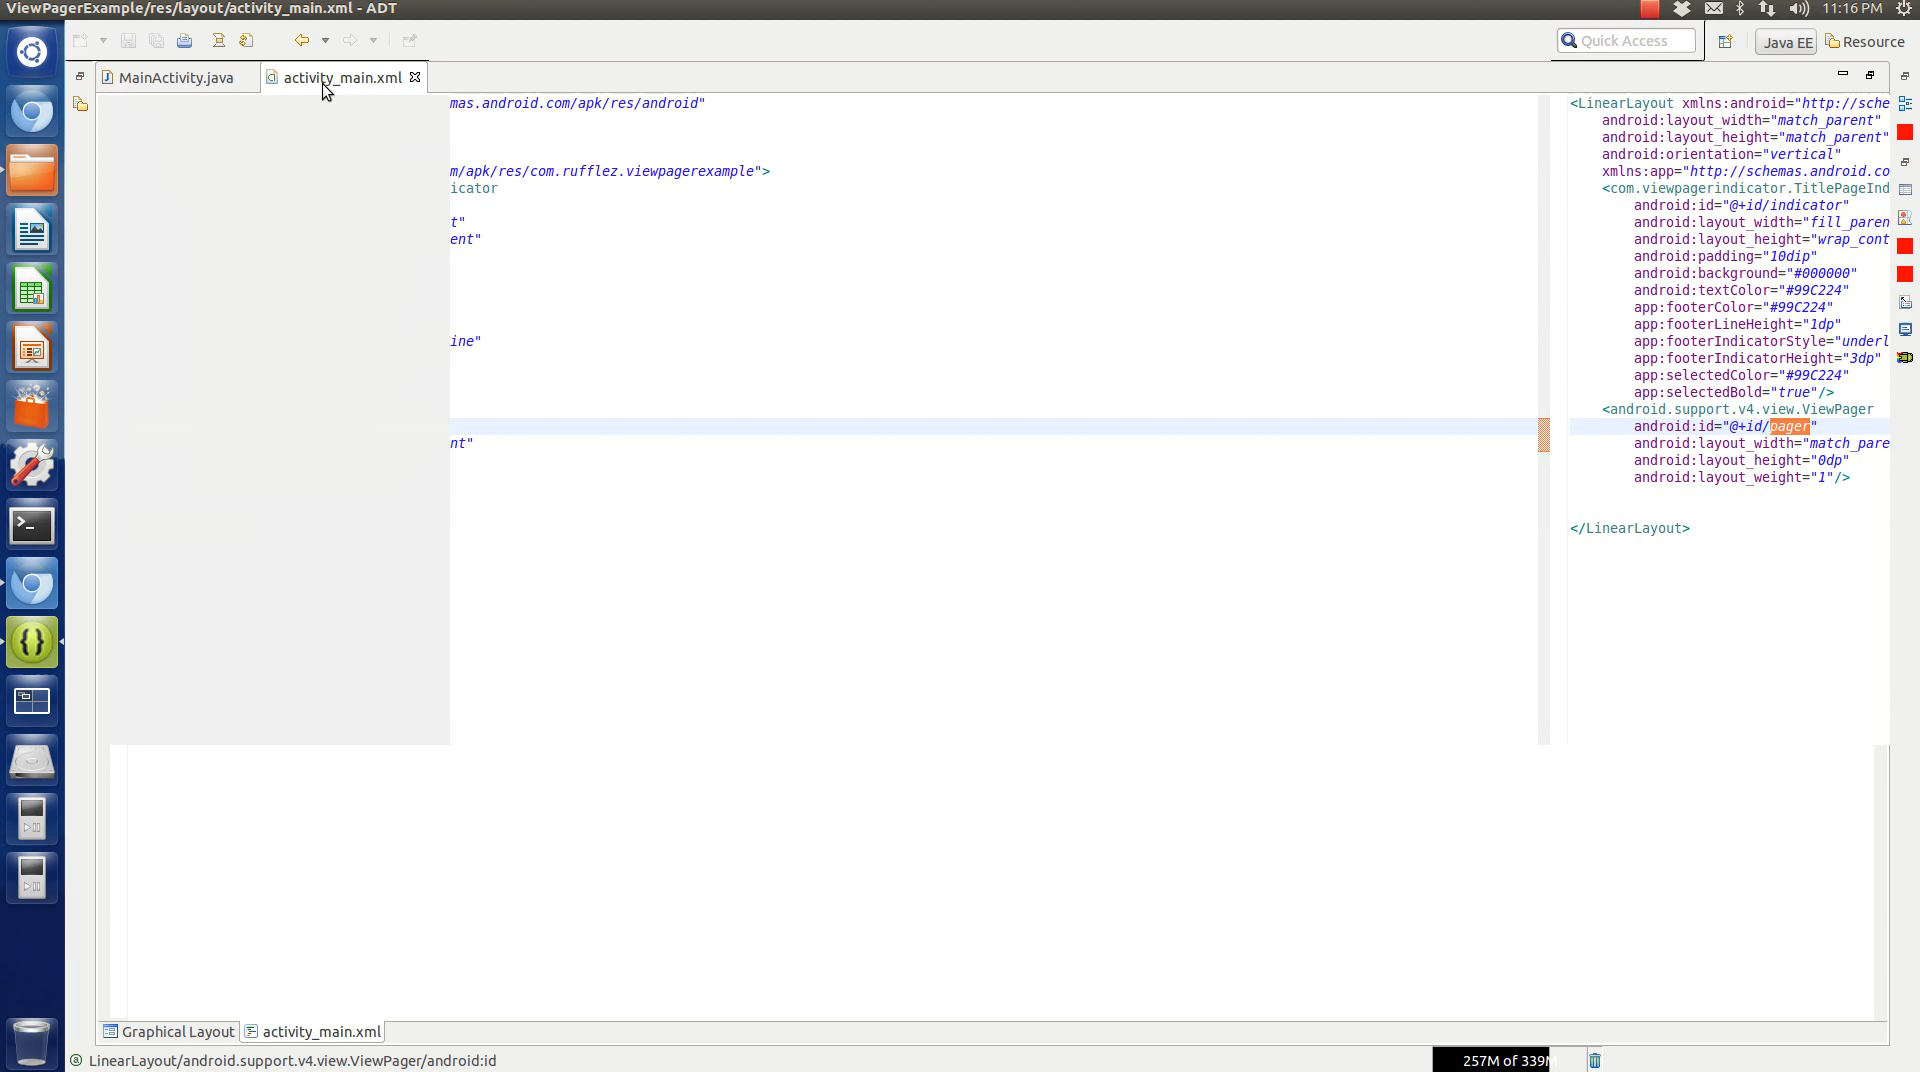 ViewPagerExample/res/layout/activity_main.xml - ADT
11:16 PM
Quick Access
Java EE
Resource
MainActivity.java
activity_main.xml
mas.android.com/apk/res/android"
m/apk/res/com.rufflez.viewpagerexample">
icator
t"
ent"
ine"
nt"
<LinearLayout xmlns:android="http://sche
android:layout_width="match_parent"
android:layout_height="match_parent"
android:orientation="vertical"
xmlns:app="http://schemas.android.co
<com.viewpagerindicator.TitlePageInd
android:id="@+id/indicator"
android:layout_width="fill_paren
android:layout_height="wrap_cont
android:padding="10dip"
android:background="#000000"
android:textColor="#99C224"
app:footerColor="#99C224"
app:footerLineHeight="1dp"
app:footerIndicatorStyle="underl
app:footerIndicatorHeight="3dp"
app:selectedColor="#99C224"
app:selectedBold="true"/>
<android.support.v4.view.ViewPager
android:id="@+id/pager"
android:layout_width="match_pare
android:layout_height="0dp"
android:layout_weight="1"/>
</LinearLayout>
Graphical Layout
activity_main.xml
LinearLayout/android.support.v4.view.ViewPager/android:id
257M of 339M